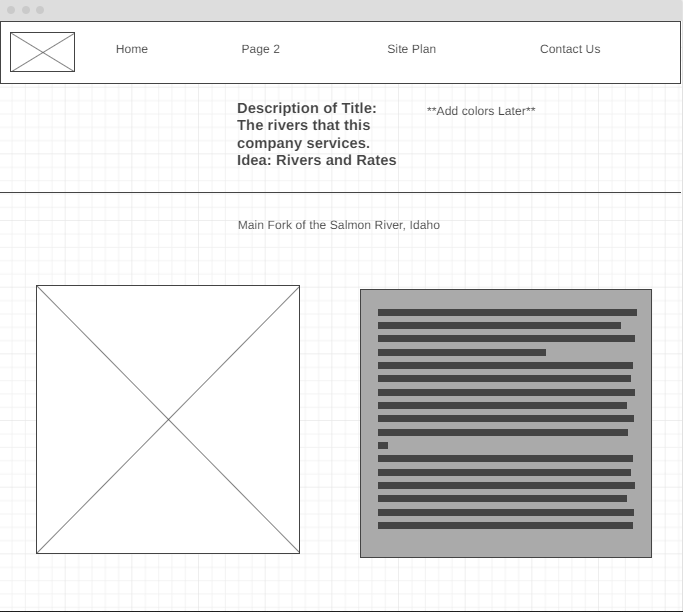 Home Page 2 Site Plan Contact Us
Description of Title:
The rivers that this
company services.
Idea: Rivers and Rates
**Add colors Later**
Main Fork of the Salmon River, Idaho